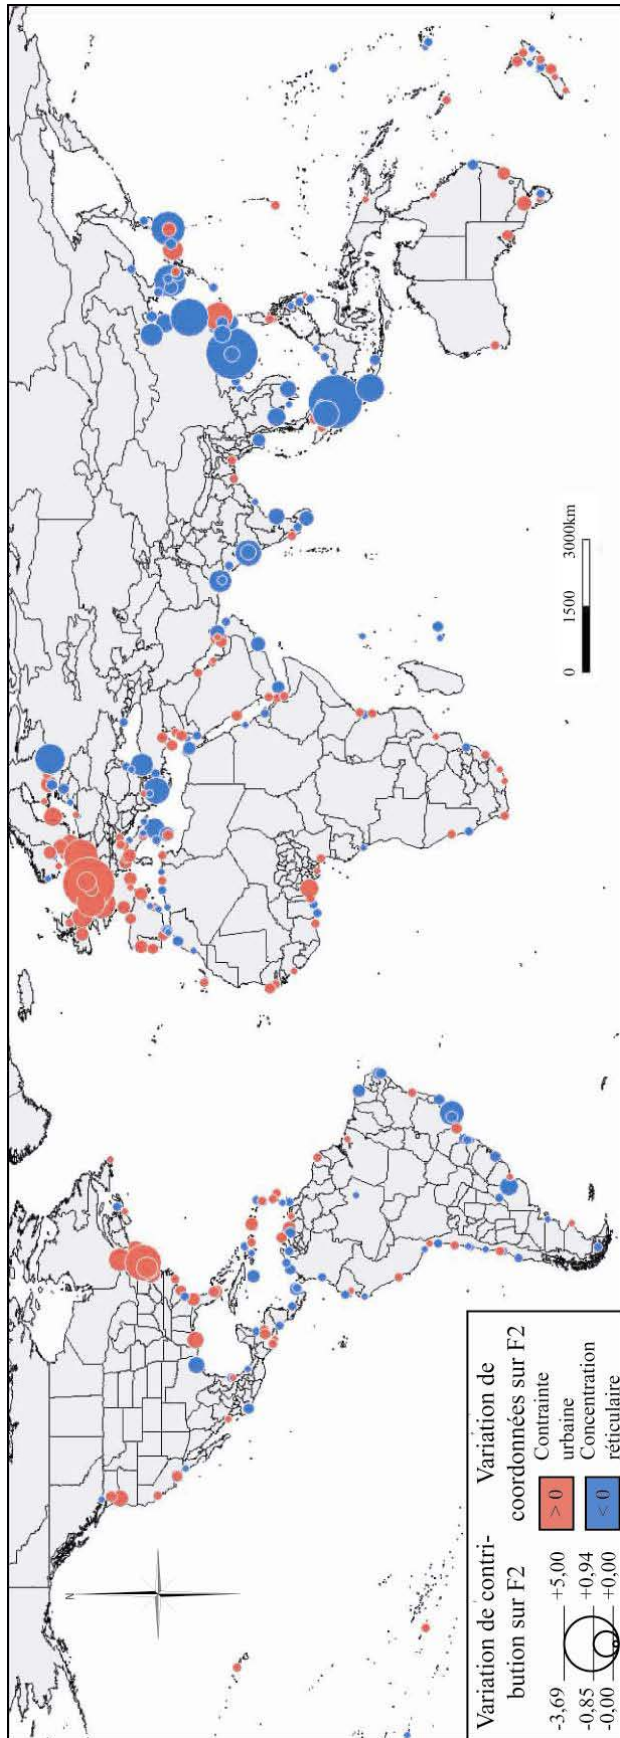 N
0 1500 3000km
Variation de contri-
bution sur F2
-3,69 +5,00
-0,85 +0,94
-0,00 +0,00
Variation de
coordonnées sur F2
> 0 Contrainte
urbaine
< 0 Concentration
réticulaire